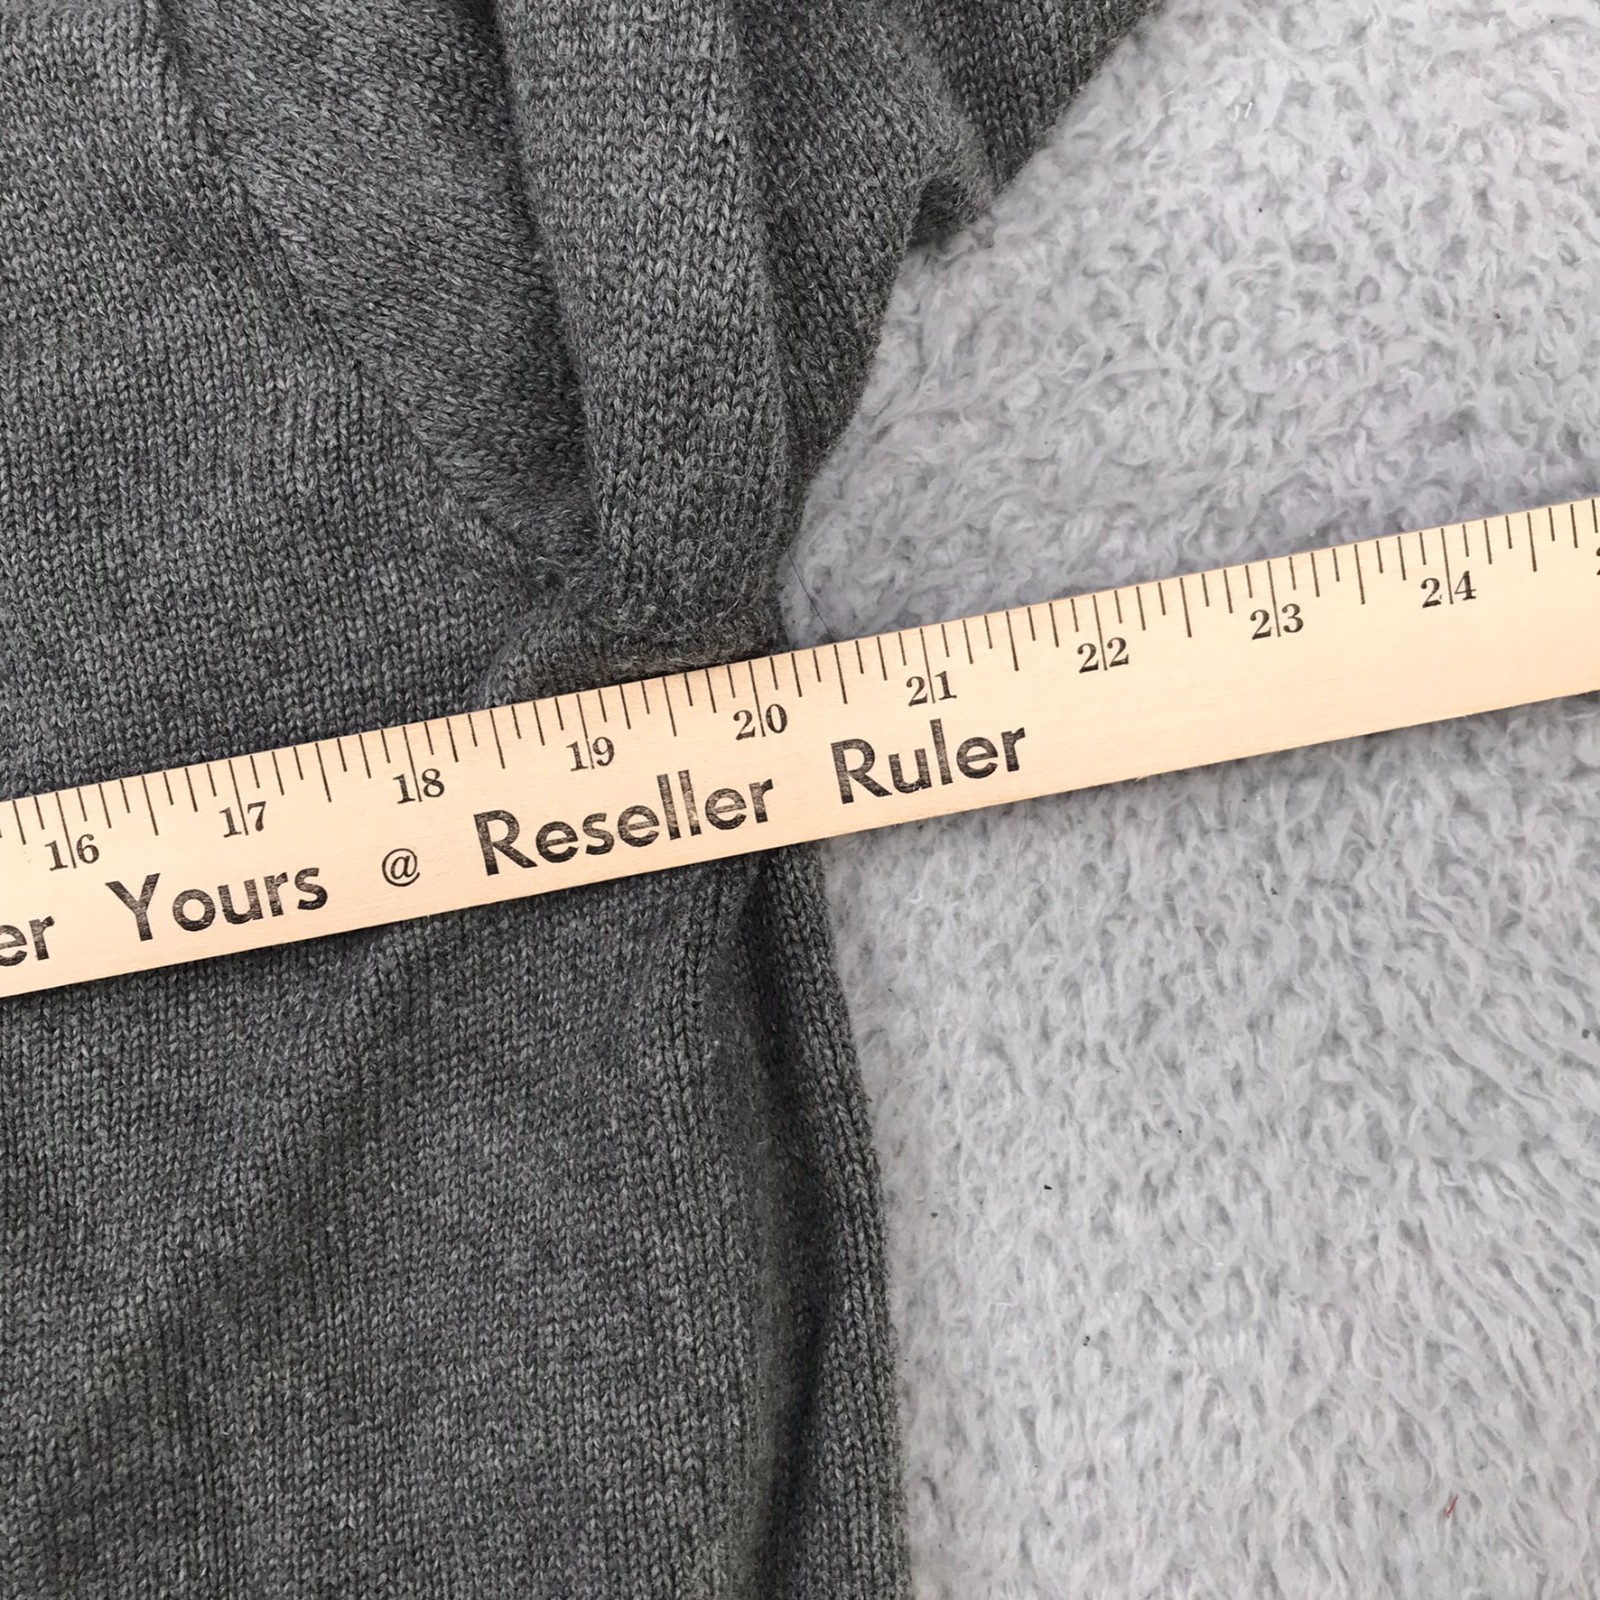 16 17 18 19 20 21 22 23 24
er Yours @ Reseller Ruler